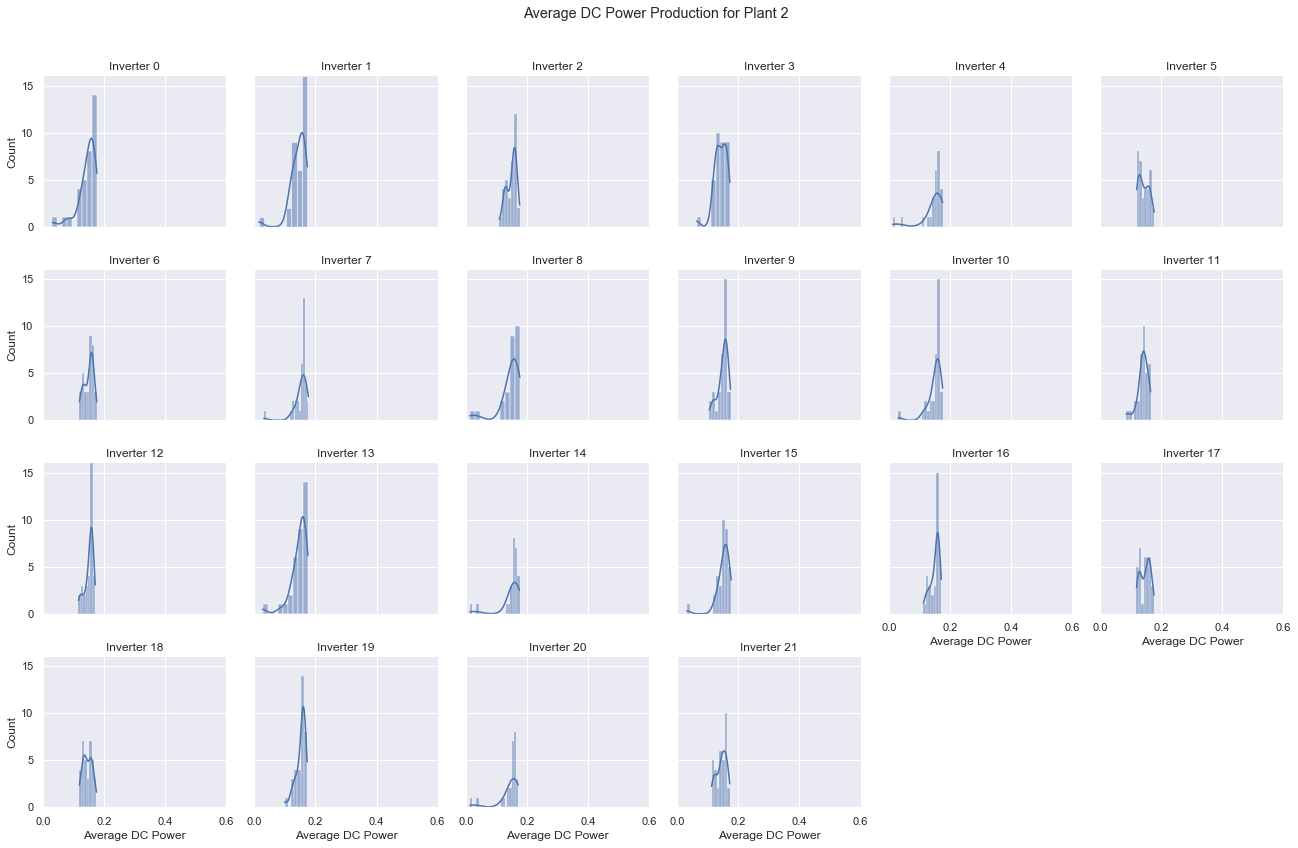 Average DC Power Production for Plant 2
Inverter 0 Inverter 1 Inverter 2 Inverter 3 Inverter 4 Inverter 5
15
10
5
0
Count
Inverter 6 Inverter 7 Inverter 8 Inverter 9 Inverter 10 Inverter 11
15
10
5
0
Count
Inverter 12 Inverter 13 Inverter 14 Inverter 15 Inverter 16 Inverter 17
15
10
5
0
Count
0.0 0.2 0.4 0.6 0.0 0.2 0.4 0.6
Average DC Power Average DC Power
Inverter 18 Inverter 19 Inverter 20 Inverter 21
15
10
5
0
Count
0.0 0.2 0.4 0.6 0.0 0.2 0.4 0.6 0.0 0.2 0.4 0.6 0.0 0.2 0.4 0.6
Average DC Power Average DC Power Average DC Power Average DC Power